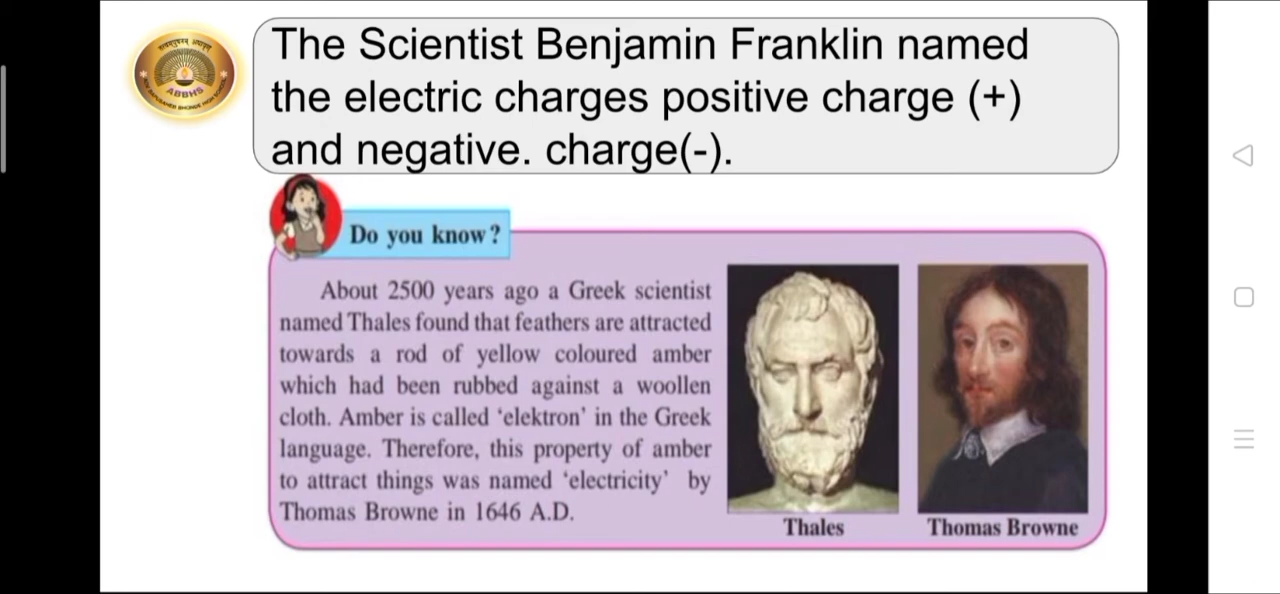 The Scientist Benjamin Franklin named
the electric charges positive charge (+)
and negative. charge(-).
ABBHS
Do you know?
About 2500 years ago a Greek scientist
named Thales found that feathers are attracted
towards a rod of yellow coloured amber
which had been rubbed against a woollen
cloth. Amber is called ‘elektron’ in the Greek
language. Therefore, this property of amber
to attract things was named ‘electricity’ by
Thomas Browne in 1646 A.D.
Thales
Thomas Browne